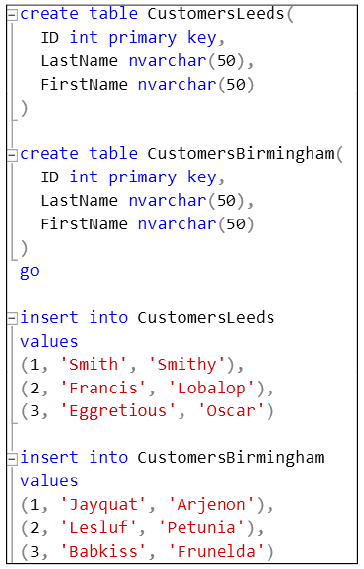 create table CustomersLeeds(
ID int primary key,
LastName nvarchar(50),
FirstName nvarchar(50)
)
create table CustomersBirmingham(
ID int primary key,
LastName nvarchar(50),
FirstName nvarchar(50)
)
go
insert into CustomersLeeds
values
(1, 'Smith', 'Smithy'),
(2, 'Francis', 'Lobalop'),
(3, 'Eggretious', 'Oscar')
insert into CustomersBirmingham
values
(1, 'Jayquat', 'Arjenon'),
(2, 'Lesluf', 'Petunia'),
(3, 'Babkiss', 'Frunelda')